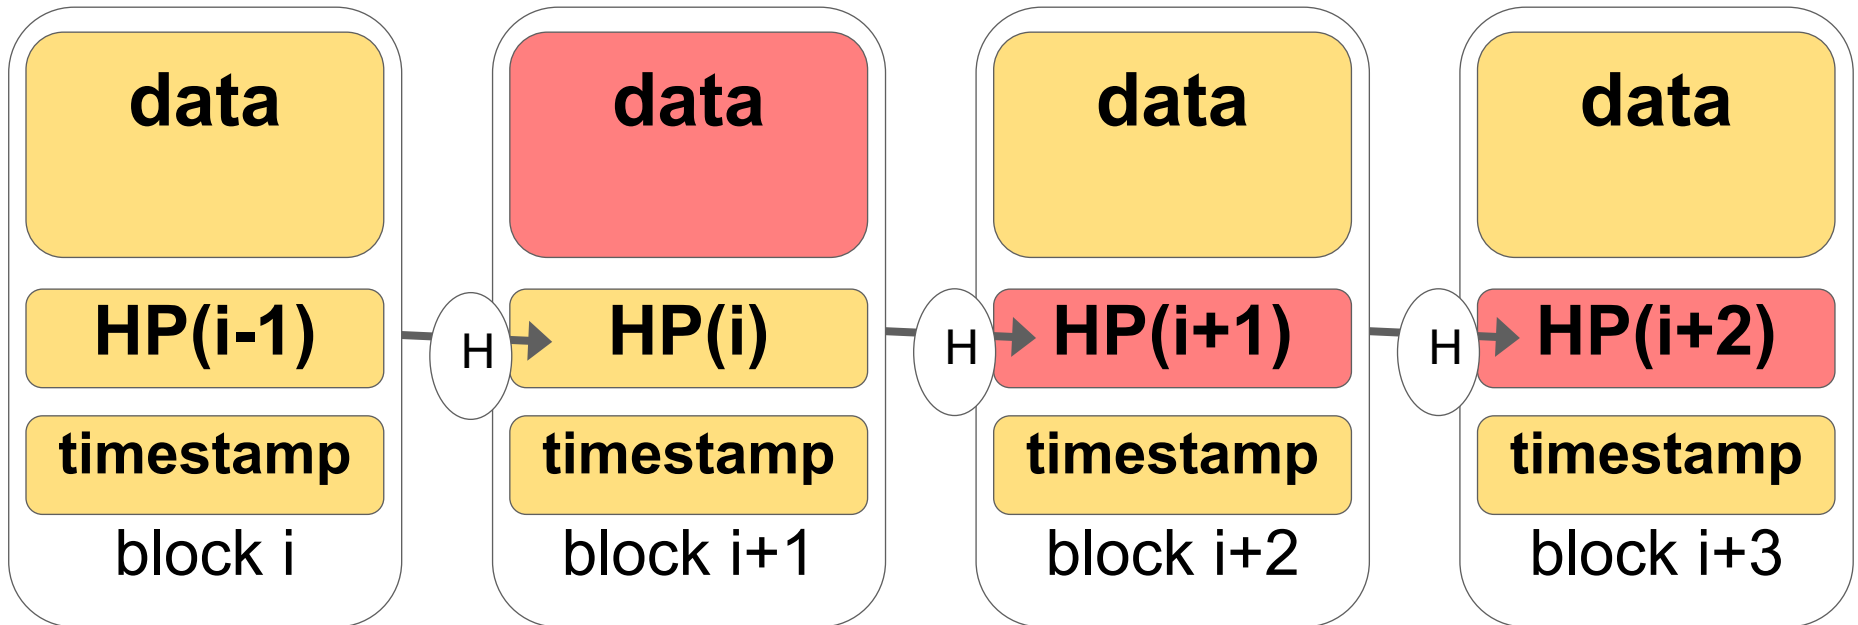 data
HP(i-1)
timestamp
block i
H
data
HP(i)
timestamp
block i+1
H
data
HP(i+1)
timestamp
block i+2
H
data
HP(i+2)
timestamp
block i+3